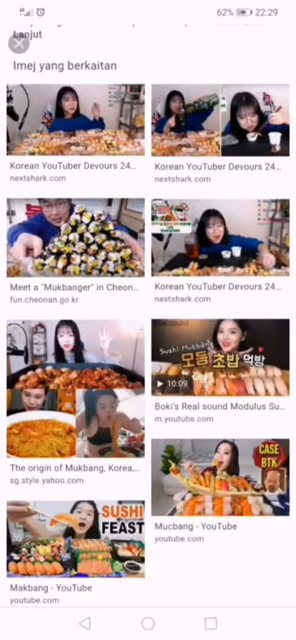 62% 22:29
Lanjut
Imej yang berkaitan
Korean YouTuber Devours 24...
nextshark.com
Korean YouTuber Devours 24...
nextshark.com
Meet a "Mukbanger" in Cheon...
fun.cheonan.go.kr
Korean YouTuber Devours 24...
nextshark.com
Sushi Mukbang
모둠 초밥 먹방
10:09
Boki's Real sound Modulus Su...
m.youtube.com
The origin of Mukbang, Korea,...
sg.style.yahoo.com
CASE
BTK
Mucbang - YouTube
youtube.com
SUSHI
FEAST
Makbang - YouTube
youtube.com